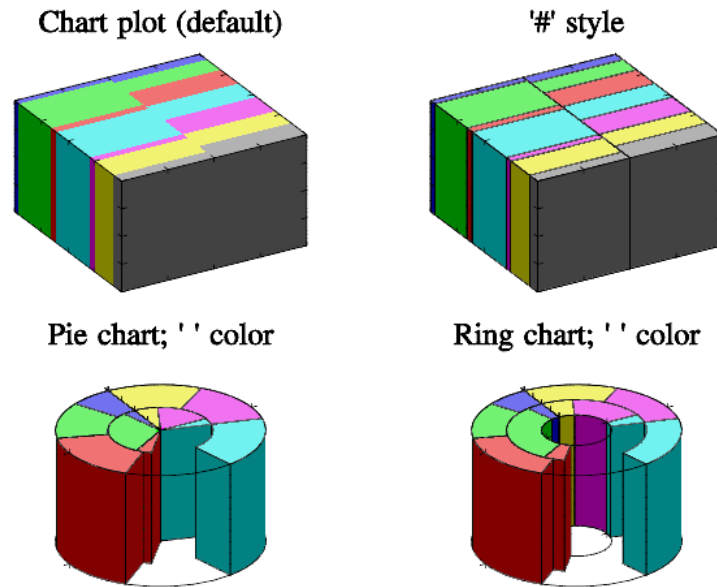 Chart plot (default)
'#' style
Pie chart; ' ' color
Ring chart; ' ' color